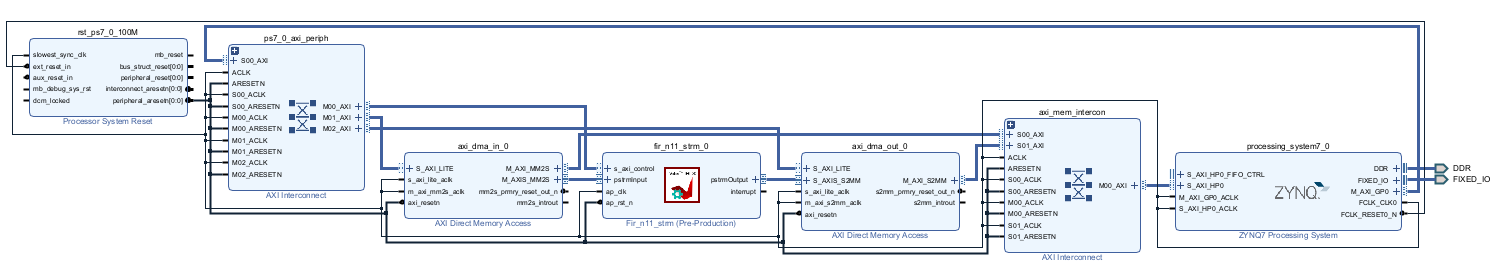 rst_ps7_0_100M
slowest_sync_clk
ext_reset_in
aux_reset_in
mb_debug_sys_rst
dcm_locked
mb_reset
bus_struct_reset[0:0]
peripheral_reset[0:0]
interconnect_aresetn[0:0]
peripheral_aresetn[0:0]
Processor System Reset
ps7_0_axi_periph
S00_AXI
ACLK
ARESETN
S00_ACLK
S00_ARESETN
M00_ACLK
M00_ARESETN
M01_ACLK
M01_ARESETN
M02_ACLK
M02_ARESETN
M00_AXI
M01_AXI
M02_AXI
AXI Interconnect
axi_dma_in_0
S_AXI_LITE
s_axi_lite_aclk
m_axi_mm2s_aclk
axi_resetn
M_AXI_MM2S
M_AXIS_MM2S
mm2s_prmry_reset_out_n
mm2s_introut
AXI Direct Memory Access
fir_n11_strm_0
s_axi_control
pstrmInput
ap_clk
ap_rst_n
pstrmOutput
interrupt
Fir_n11_strm (Pre-Production)
axi_dma_out_0
S_AXI_LITE
S_AXIS_S2MM
s_axi_lite_aclk
m_axi_s2mm_aclk
axi_resetn
M_AXI_S2MM
s2mm_prmry_reset_out_n
s2mm_introut
AXI Direct Memory Access
axi_mem_intercon
S00_AXI
S01_AXI
ACLK
ARESETN
S00_ACLK
S00_ARESETN
M00_ACLK
M00_ARESETN
S01_ACLK
S01_ARESETN
M00_AXI
AXI Interconnect
processing_system7_0
S_AXI_HP0_FIFO_CTRL
S_AXI_HP0
M_AXI_GP0_ACLK
S_AXI_HP0_ACLK
ZYNQ
DDR
FIXED_IO
M_AXI_GP0
FCLK_CLK0
FCLK_RESET0_N
ZYNQ7 Processing System
DDR
FIXED_IO